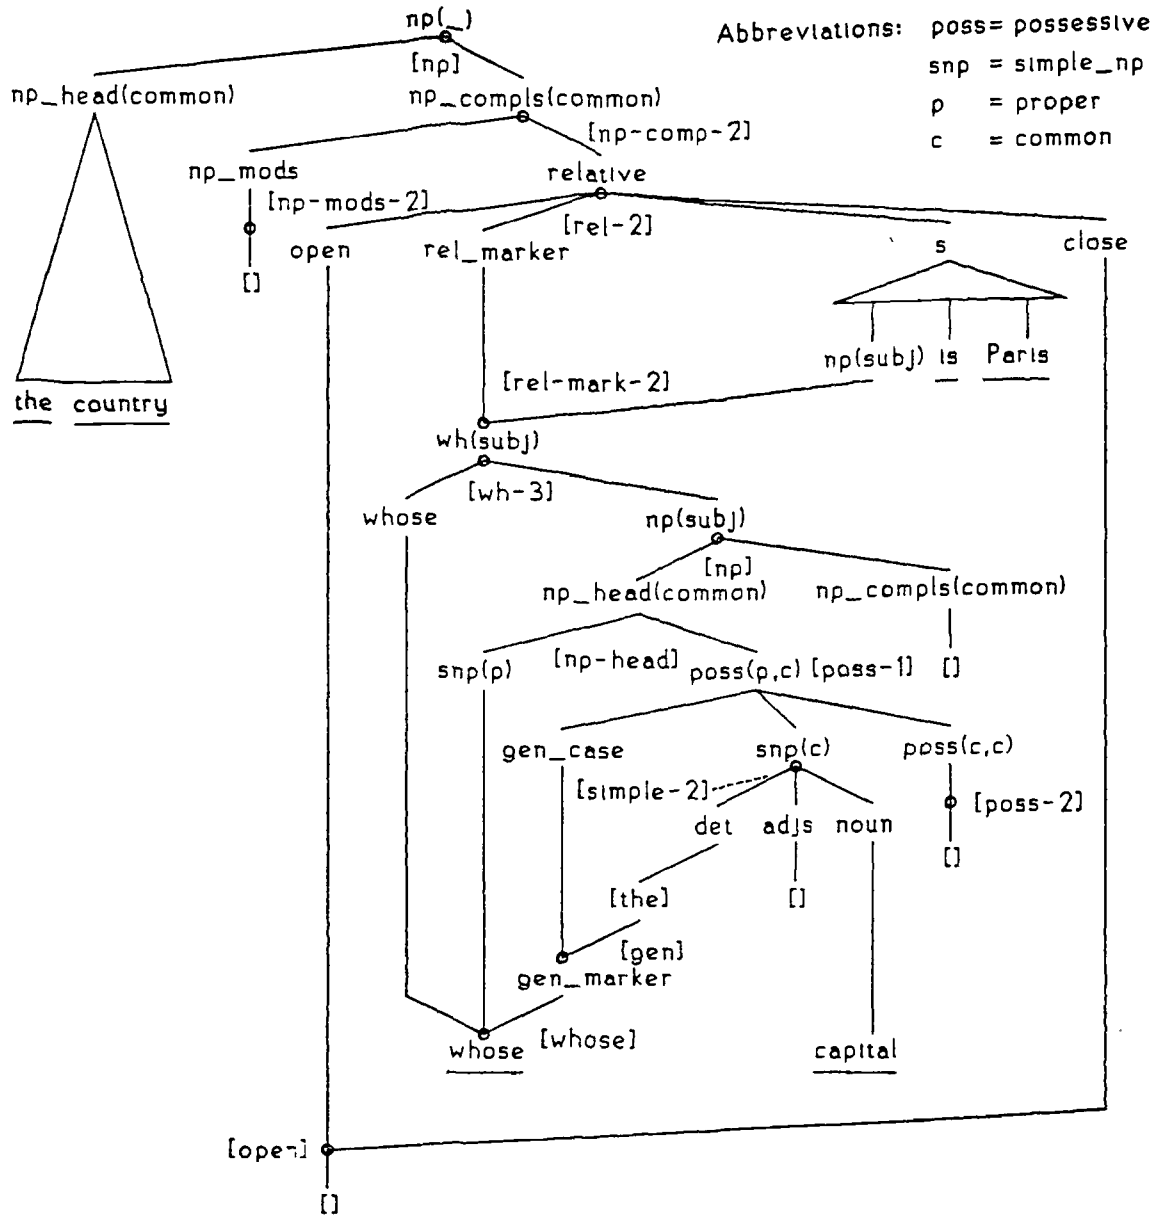 np(_)
Abbreviations: poss= possessive
[np]
snp = simple_np
np_head(common)
np_compls(common)
p = proper
[np-comp-2]
c = common
np_mods
relative
[np-mods-2]
[rel-2]
open
rel_marker
s
close
[]
np(subj) is Paris
[rel-mark-2]
the country
wh(subj)
[wh-3]
whose
np(subj)
[np]
np_head(common)
np_compls(common)
snp(p)
[np-head]
poss(p,c) [poss-1]
[]
gen_case
snp(c)
poss(c,c)
[simple-2]
[poss-2]
det adjs noun
[]
[the]
[]
[gen]
gen_marker
[whose]
whose
capital
[open]
[]